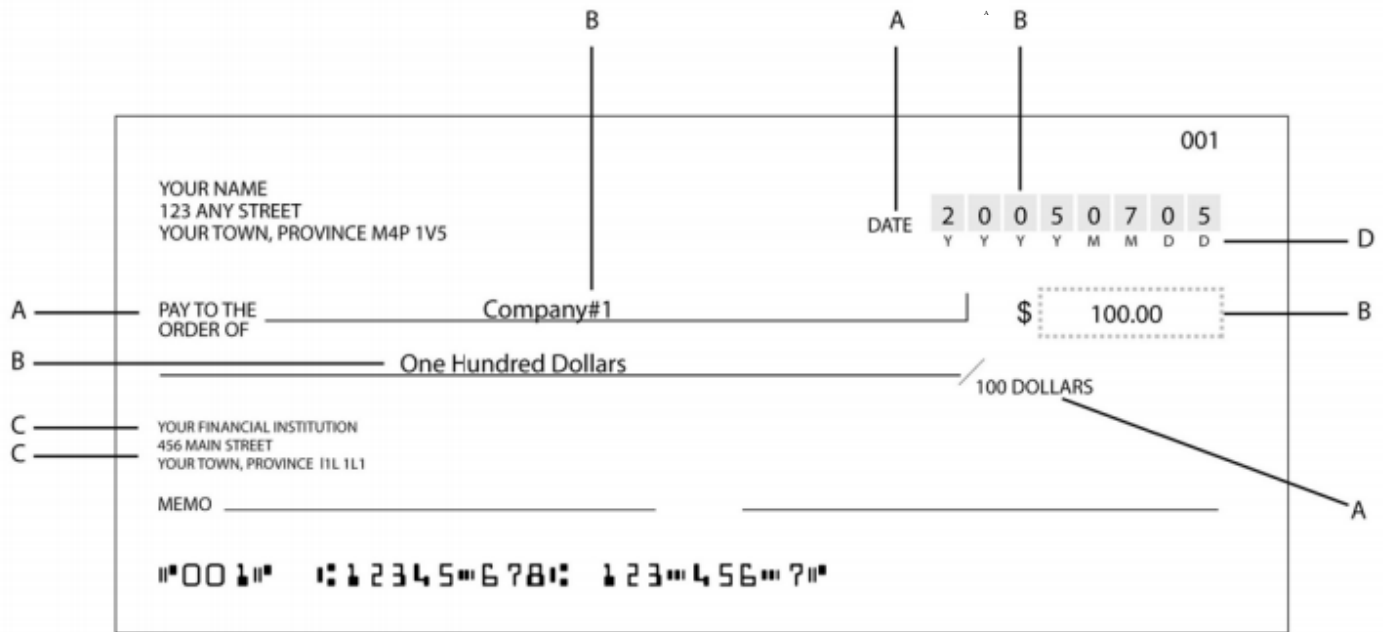 B A A B
001
YOUR NAME
123 ANY STREET
YOUR TOWN, PROVINCE M4P 1V5
DATE 2 0 0 5 0 7 0 5
Y Y Y Y M M D D D
A PAY TO THE Company#1 $ 100.00 B
ORDER OF
B One Hundred Dollars
100 DOLLARS
C YOUR FINANCIAL INSTITUTION
456 MAIN STREET
C YOUR TOWN, PROVINCE I1L 1L1
MEMO A
⑈001⑈ ⑆12345⑉678⑆ 123⑉456⑉7⑈